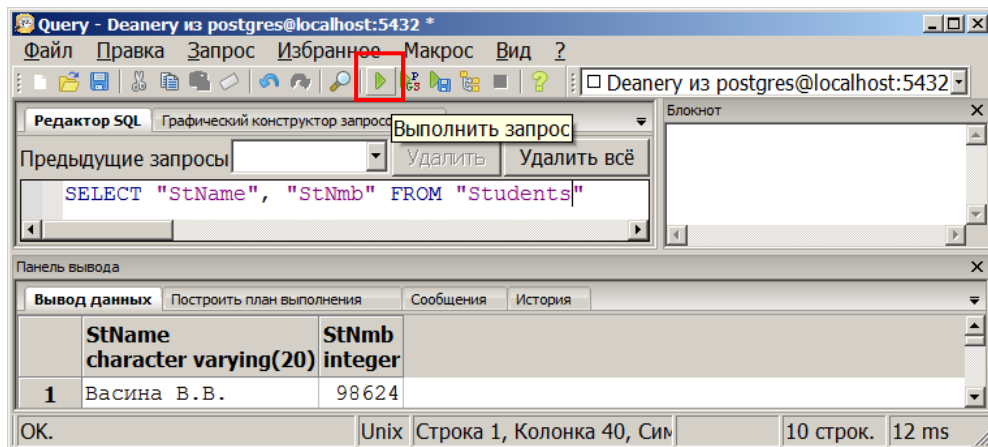 Query - Deanery из postgres@localhost:5432 *
Файл Правка Запрос Избранное Макрос Вид ?
Deanery из postgres@localhost:5432
Редактор SQL Графический конструктор запросо
Блокнот
Выполнить запрос
Предыдущие запросы Удалить Удалить всё
SELECT "StName", "StNmb" FROM "Students"
Панель вывода
Вывод данных Построить план выполнения Сообщения История
StName StNmb
character varying(20) integer
1 Васина В.В. 98624
OK. Unix Строка 1, Колонка 40, Сим 10 строк. 12 ms